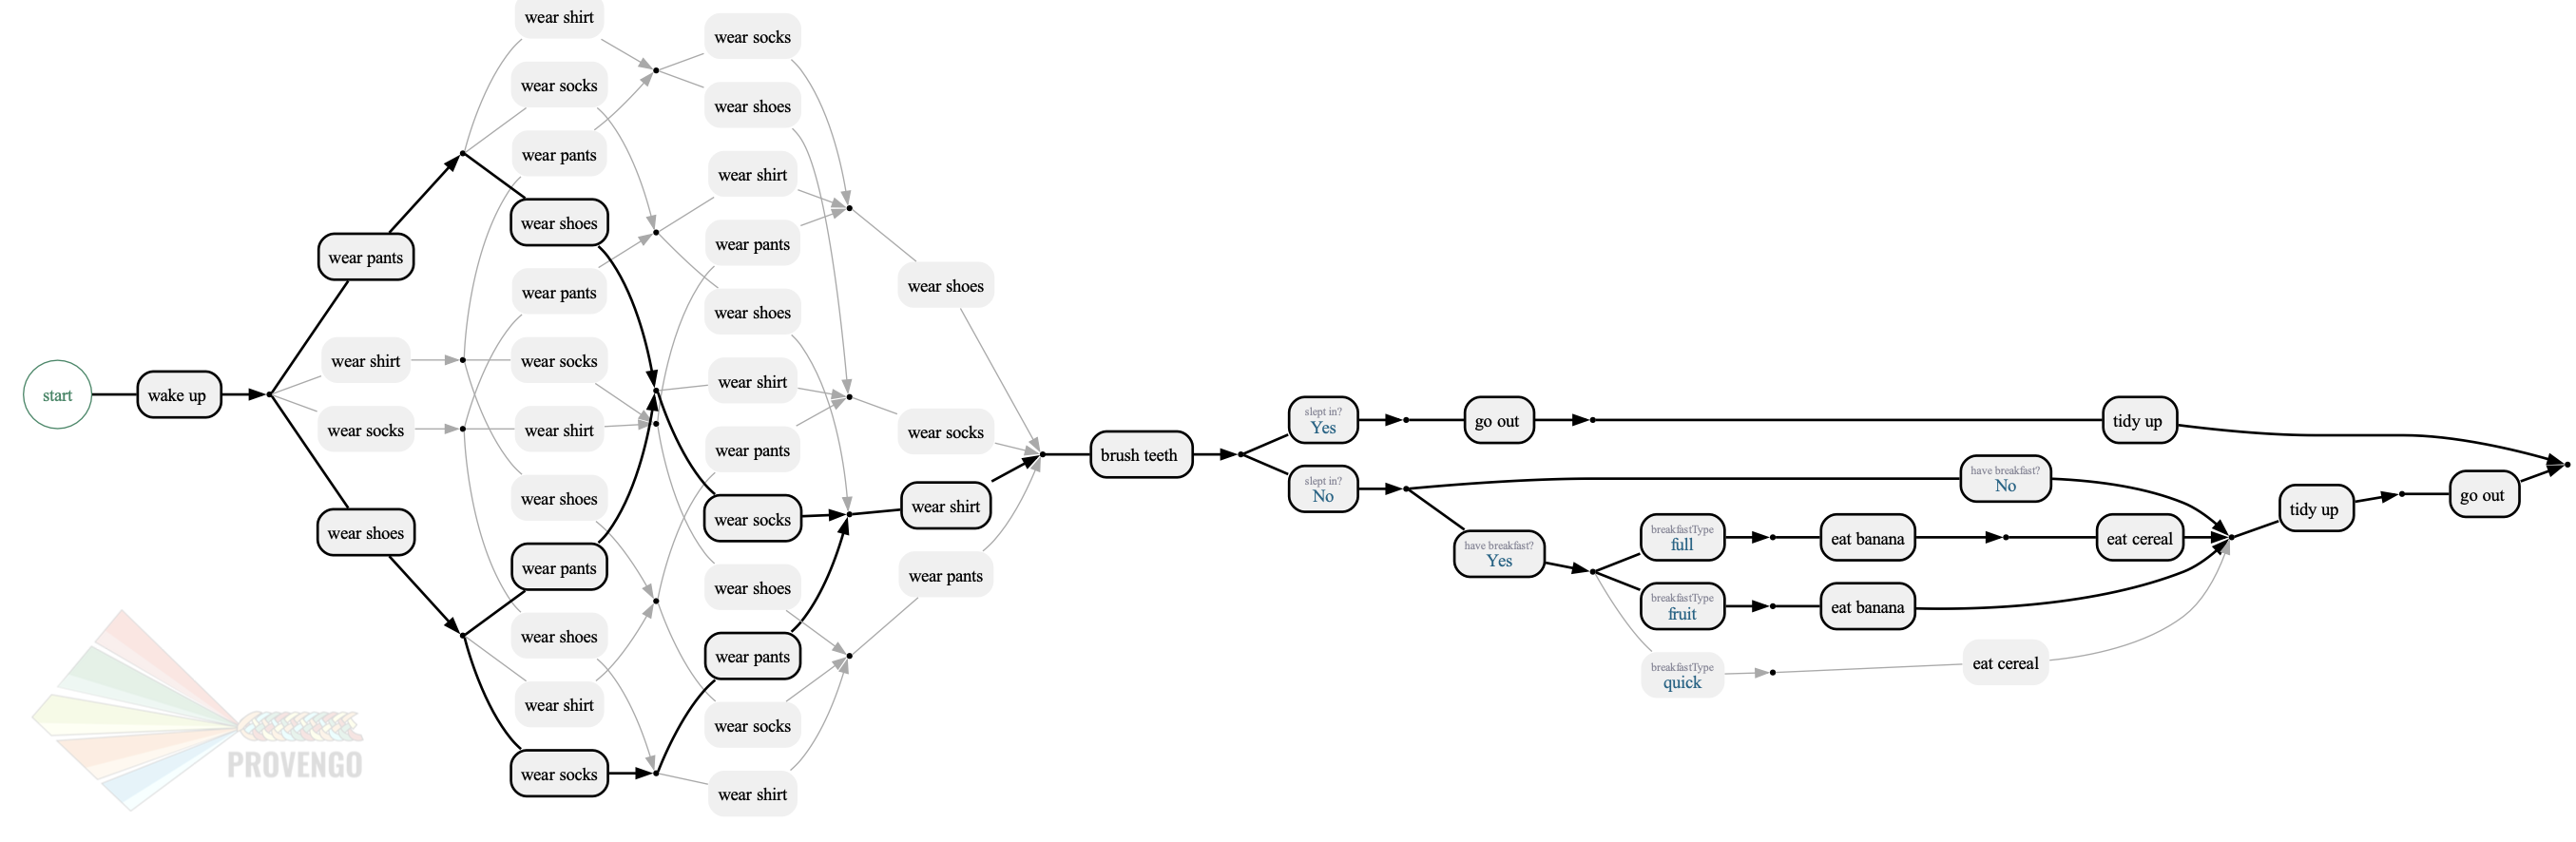 start
wake up
wear pants
wear shirt
wear socks
wear shoes
wear shirt
wear socks
wear pants
wear shoes
wear pants
wear socks
wear shirt
wear shoes
wear pants
wear shoes
wear shirt
wear socks
wear socks
wear shoes
wear shirt
wear pants
wear shoes
wear shirt
wear pants
wear socks
wear shoes
wear pants
wear socks
wear shirt
wear shoes
wear socks
wear shirt
wear pants
brush teeth
slept in?
Yes
go out
tidy up
slept in?
No
have breakfast?
No
have breakfast?
Yes
breakfastType
full
eat banana
eat cereal
breakfastType
fruit
eat banana
breakfastType
quick
eat cereal
tidy up
go out
PROVENGO